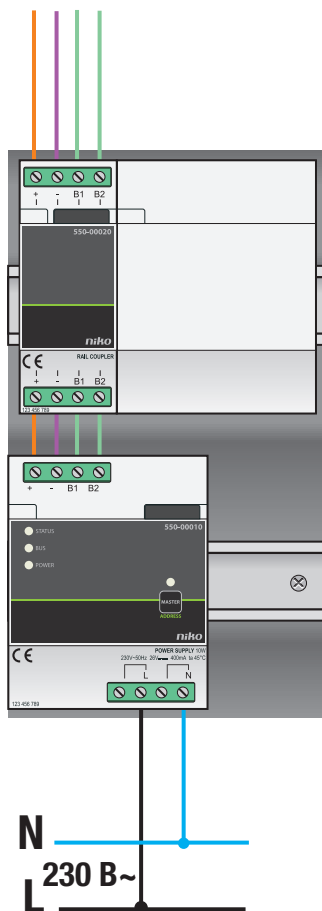 + - B1 B2
550-00020
niko
CE
RAIL COUPLER
+ - B1 B2
123 456 789
+ - B1 B2
550-00010
STATUS
BUS
POWER
MASTER
ADDRESS
niko
CE
POWER SUPPLY 10W
230V~50Hz 26V 400mA ta 45°C
L N
123 456 789
N
230 В~
L